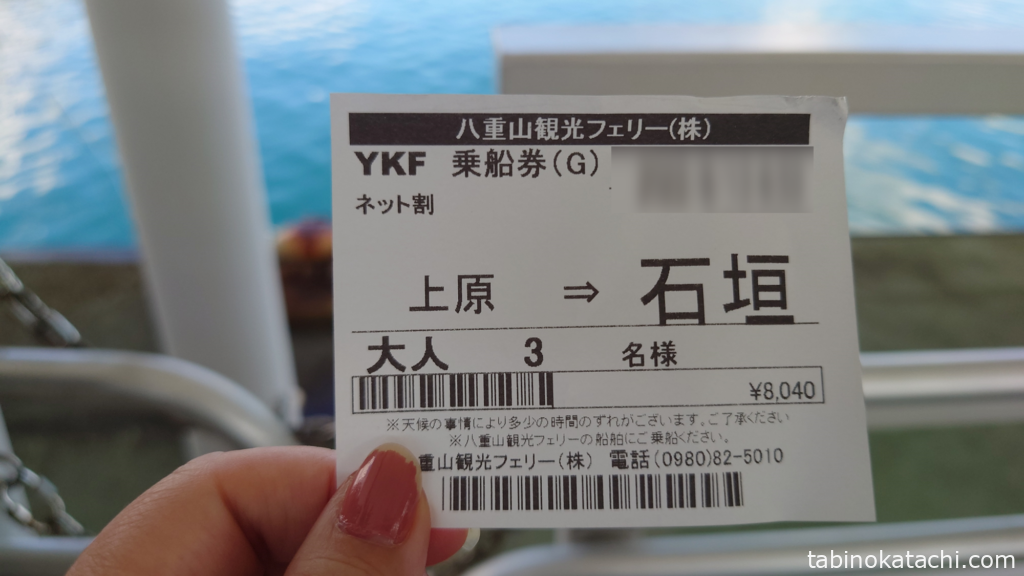 八重山観光フェリー(株)
YKF 乗船券(G)
ネット割
上原 ⇒ 石垣
大人 3 名様
¥8,040
※天候の事情により多少の時間のずれがございます。ご了承ください
※八重山観光フェリーの船舶にご乗船ください。
重山観光フェリー(株) 電話(0980)82-5010
tabinokatachi.com